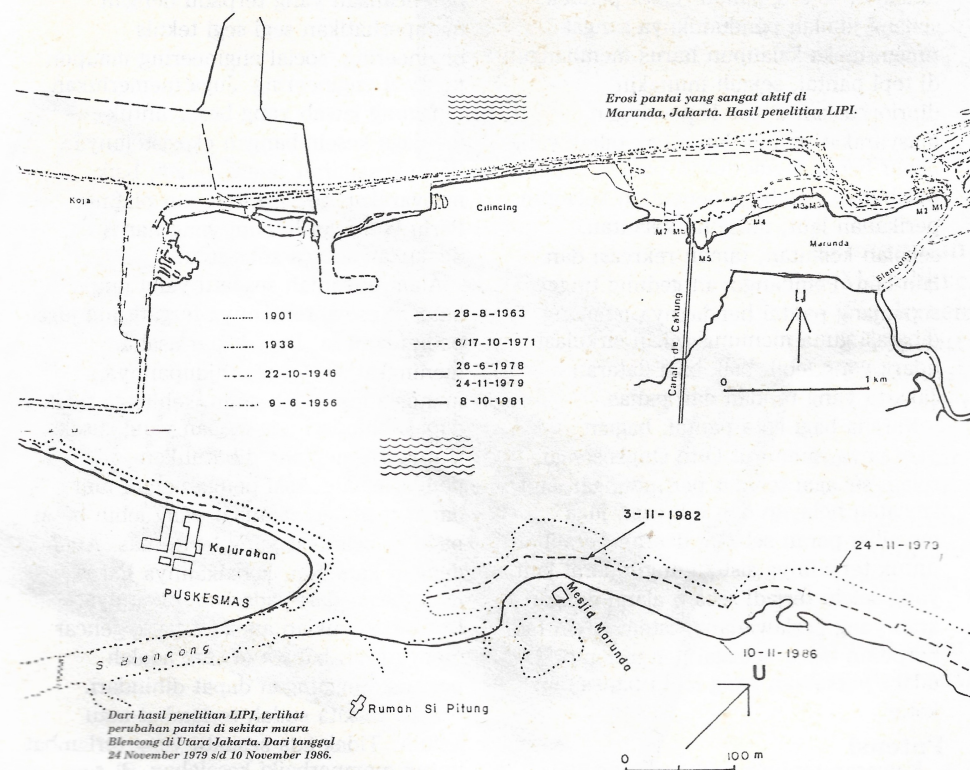 Erosi pantai yang sangat aktif di
Marunda, Jakarta. Hasil penelitian LIPI.
Koja
Cilincing
M7
M6
M5
M4
M3
M1
Marunda
Blencong
Canal de Cakung
U
0
1 km
1901
1938
22-10-1946
9-6-1956
28-8-1963
6/17-10-1971
26-6-1978
24-11-1979
8-10-1981
Kelurahan
PUSKESMAS
S Blencong
3-11-1982
24-11-1979
Mesjid Marunda
10-11-1986
U
Rumah Si Pitung
0
100 m
Dari hasil penelitian LIPI, terlihat
perubahan pantai di sekitar muara
Blencong di Utara Jakarta. Dari tanggal
24 November 1979 s/d 10 November 1986.